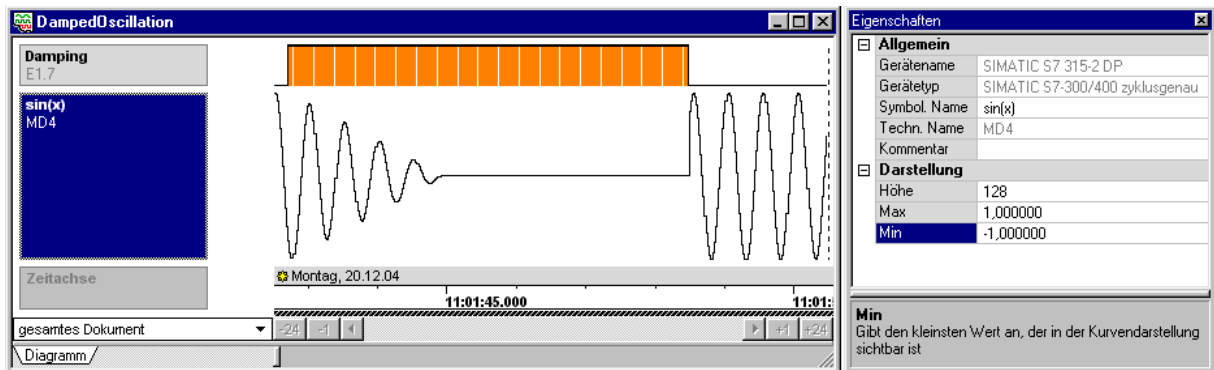 DampedOscillation
Damping
E1.7
sin(x)
MD4
Zeitachse
Montag, 20.12.04
11:01:45.000
11:01:
gesamtes Dokument
-24 -1 +1 +24
Diagramm
Eigenschaften
Allgemein
Gerätename SIMATIC S7 315-2 DP
Gerätetyp SIMATIC S7-300/400 zyklusgenau
Symbol. Name sin(x)
Techn. Name MD4
Kommentar
Darstellung
Höhe 128
Max 1,000000
Min -1,000000
Min
Gibt den kleinsten Wert an, der in der Kurvendarstellung
sichtbar ist